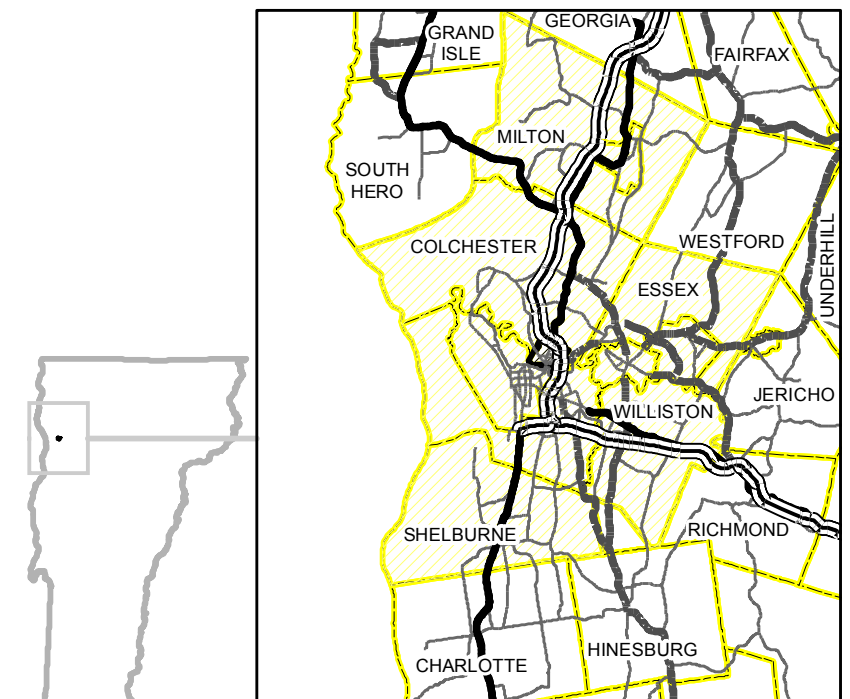 GEORGIA
GRAND
ISLE
FAIRFAX
MILTON
SOUTH
HERO
COLCHESTER
WESTFORD
UNDERHILL
ESSEX
JERICHO
WILLISTON
SHELBURNE
RICHMOND
HINESBURG
CHARLOTTE